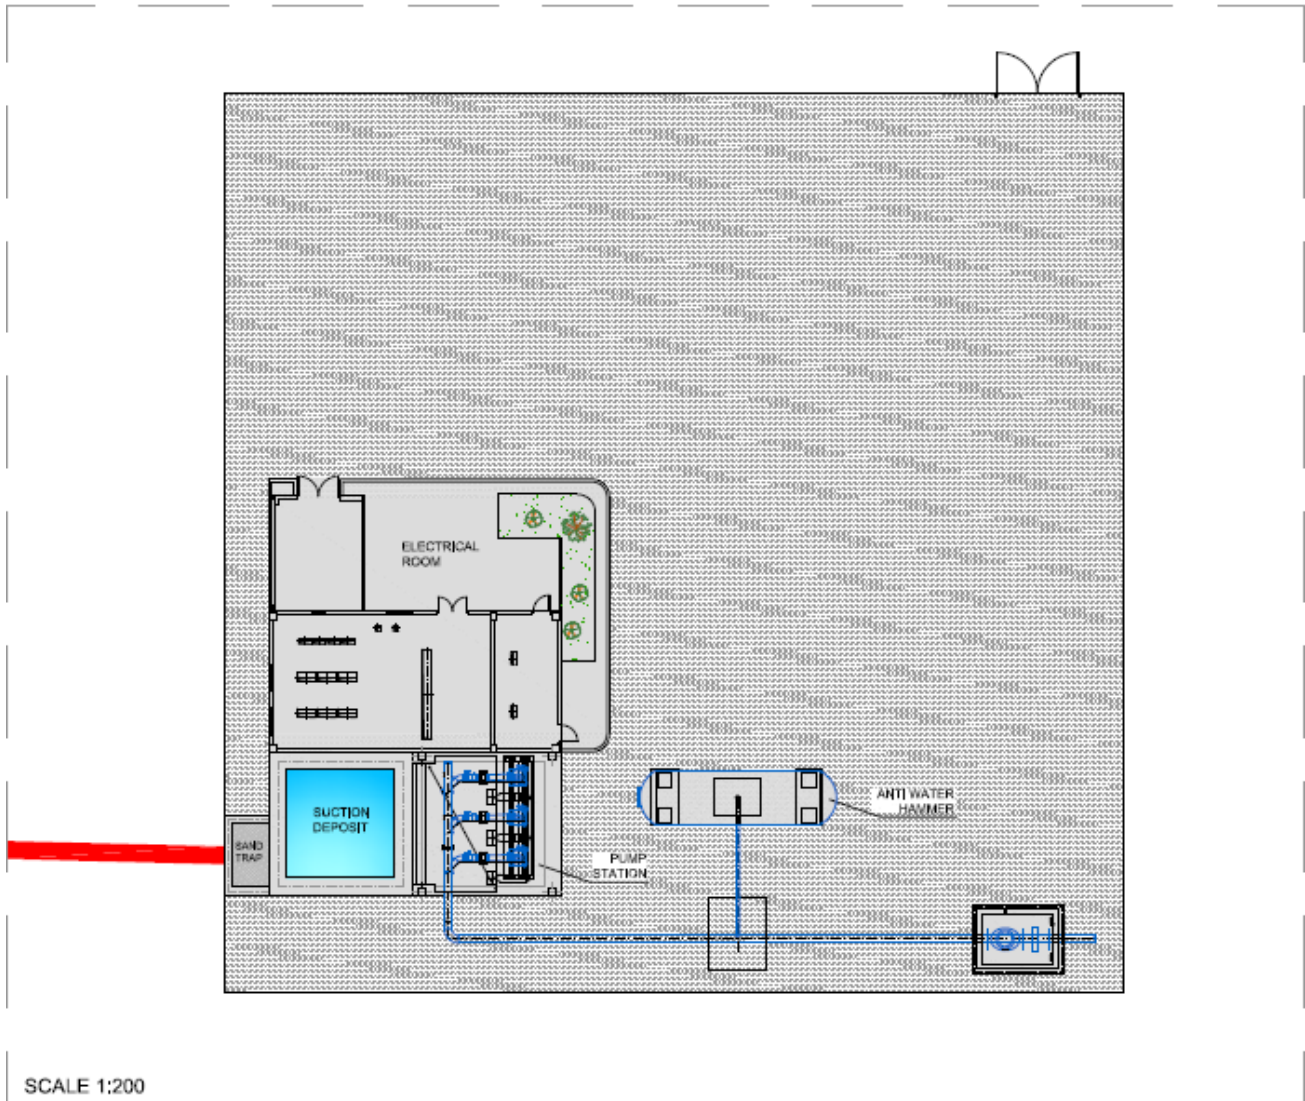 ELECTRICAL
ROOM
SUCTION
DEPOSIT
SAND
TRAP
PUMP
STATION
ANTI WATER
HAMMER
SCALE 1:200